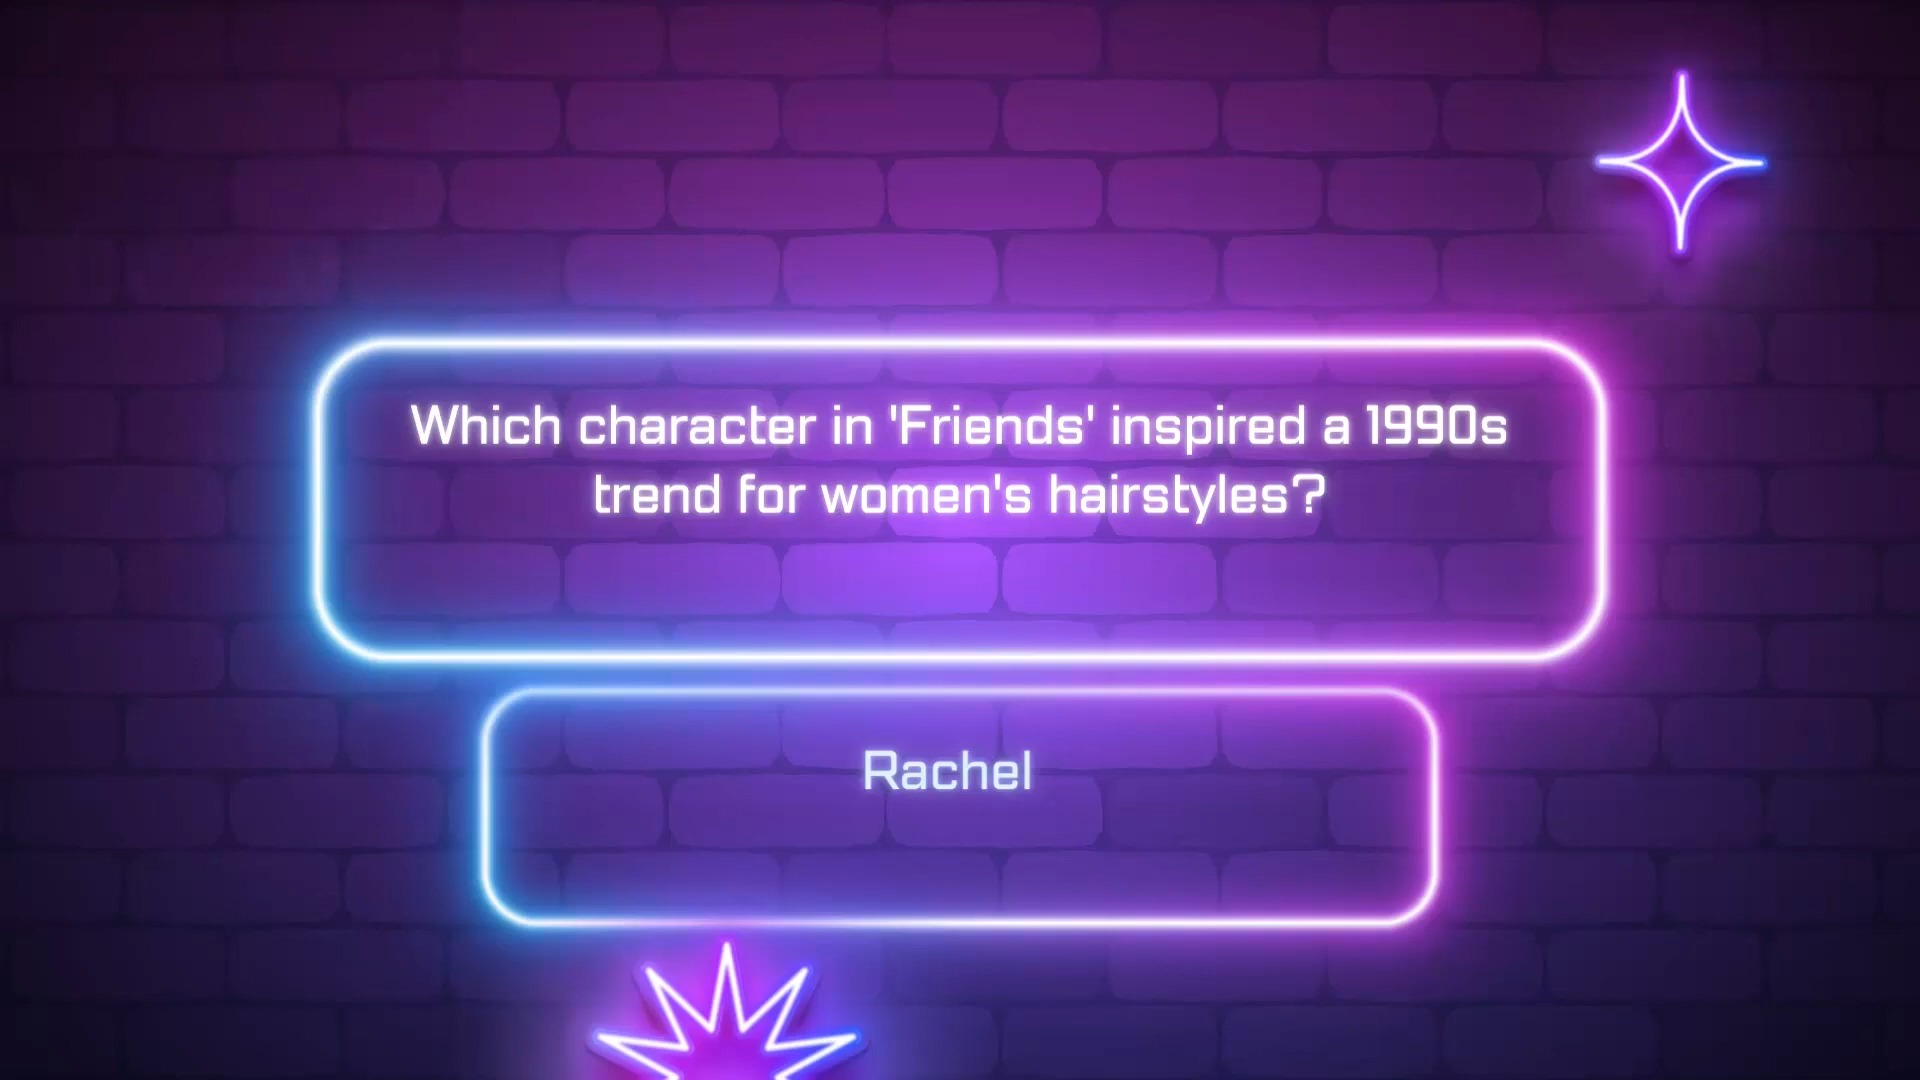 Which character in 'Friends' inspired a 1990s
trend for women's hairstyles?
Rachel